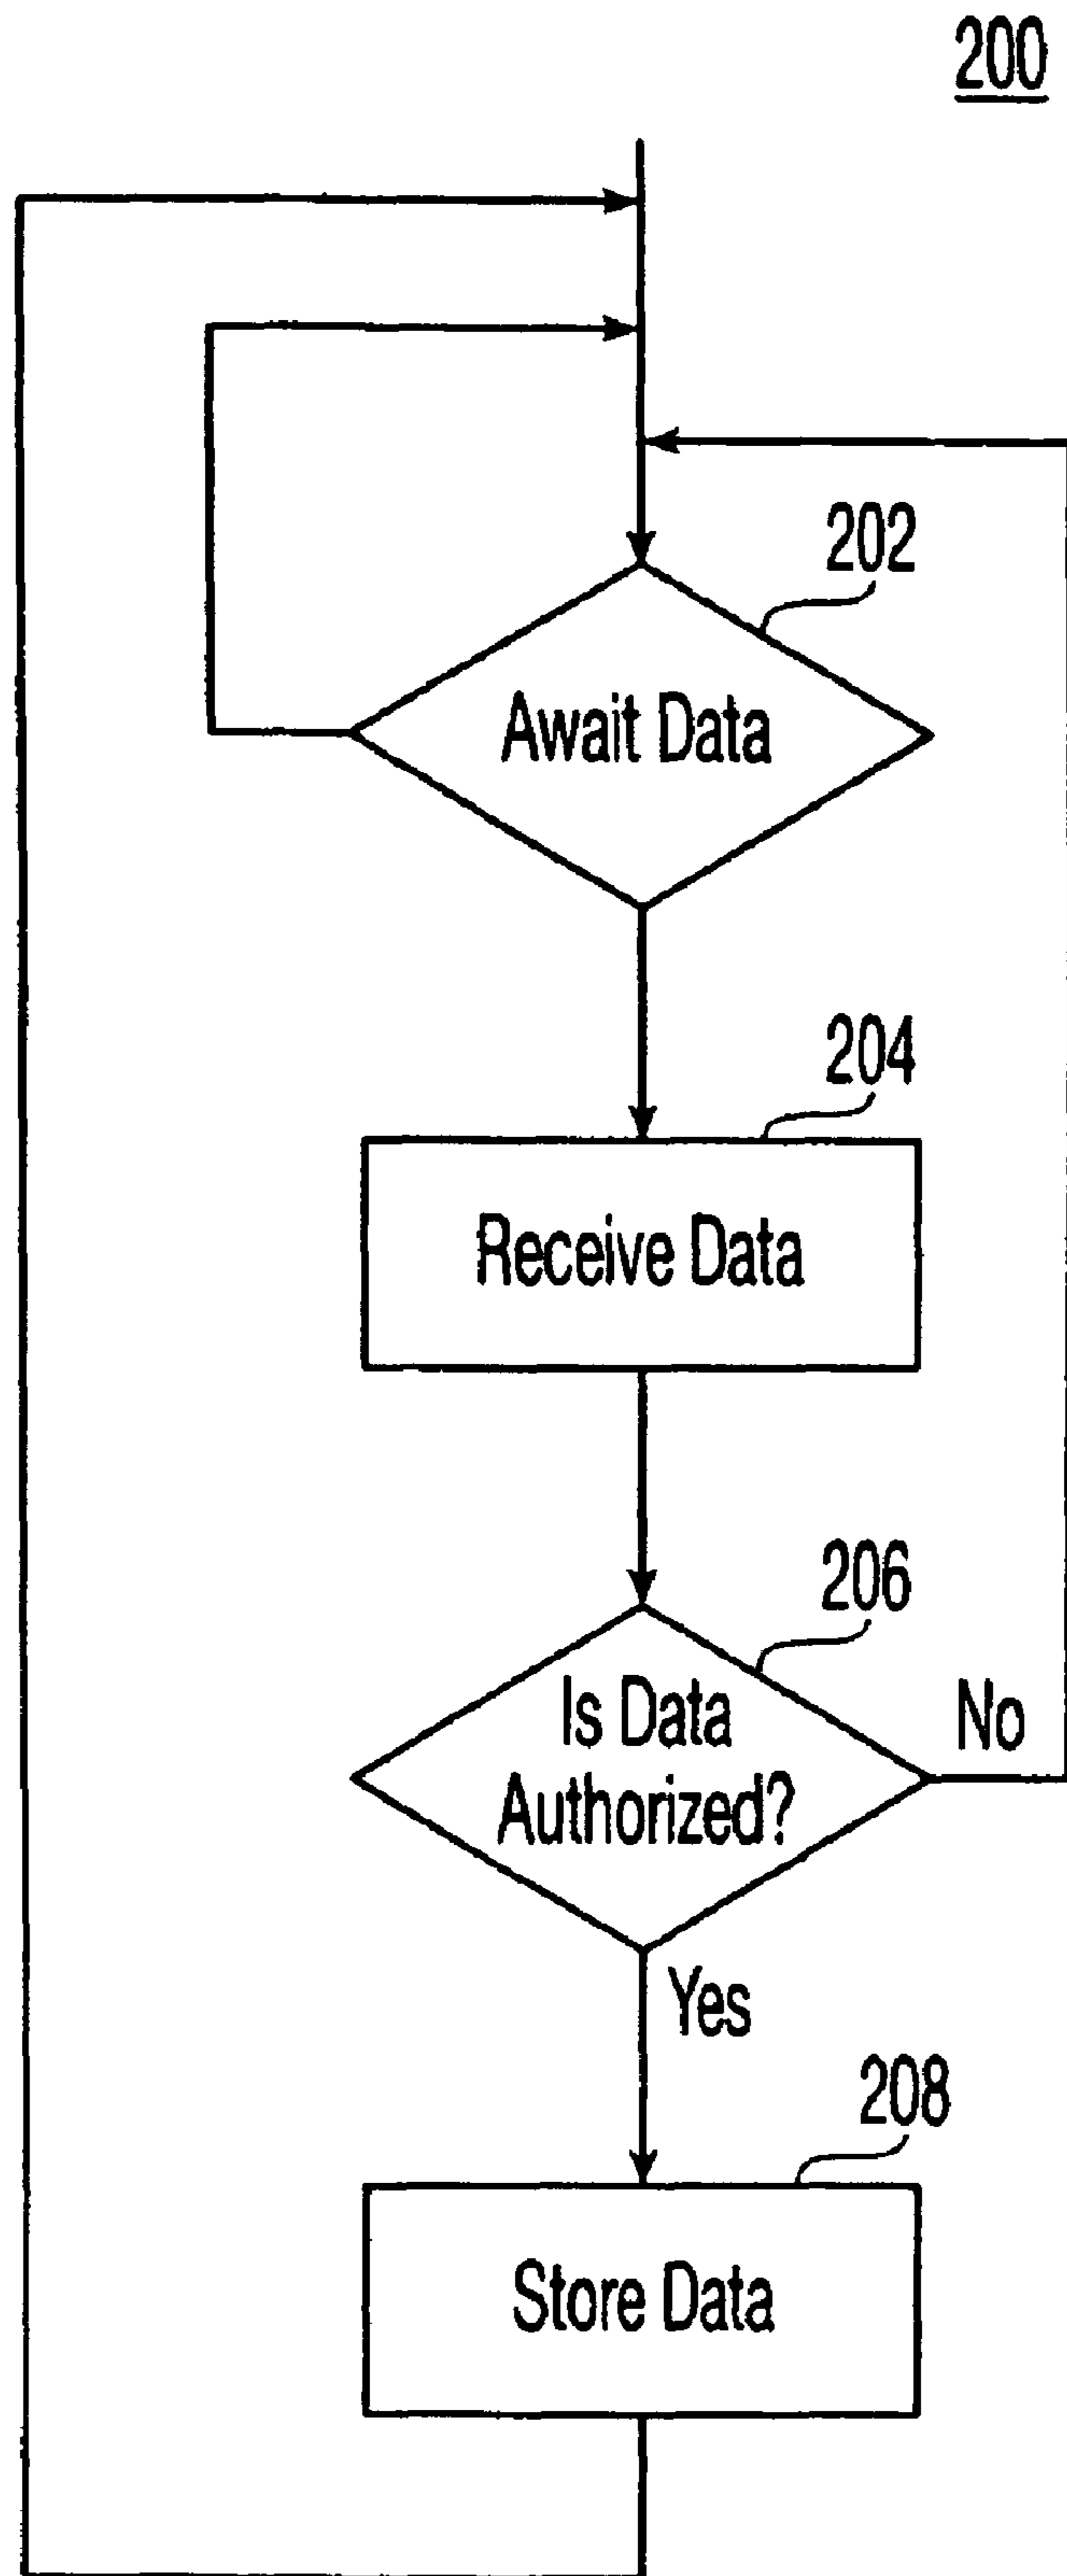 200
202
Await Data
204
Receive Data
206
Is Data
Authorized?
No
Yes
208
Store Data